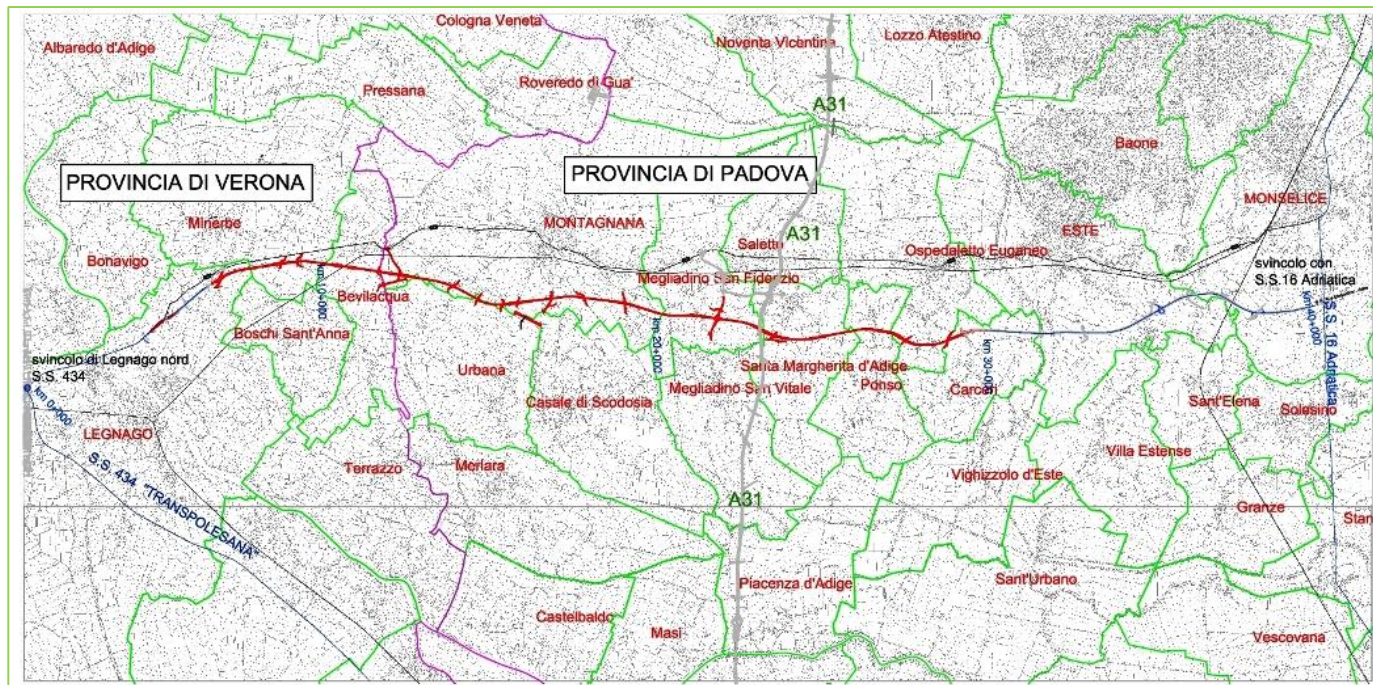 Cologna Veneta
Albaredo d'Adige
Noventa Vicentina
Lozzo Atestino
Pressana
Roveredo di Gua'
A31
Baone
PROVINCIA DI VERONA
PROVINCIA DI PADOVA
MONSELICE
Minerbe
MONTAGNANA
A31
ESTE
Saletto
Ospedaletto Euganeo
Bonavigo
svincolo con
S.S.16 Adriatica
Megliadino San Fidenzio
km 10+000
Bevilacqua
km 40+000
S.S. 16 Adriatica
Boschi Sant'Anna
km 20+000
km 30+000
svincolo di Legnago nord
S.S. 434
Urbana
Santa Margherita d'Adige
Megliadino San Vitale
Ponso
Carceri
Casale di Scodosia
Sant'Elena
Solesino
km 0+000
LEGNAGO
Villa Estense
S.S. 434 "TRANSPOLESANA"
Terrazzo
Merlara
Vighizzolo d'Este
A31
Granze
Stan
Piacenza d'Adige
Sant'Urbano
Castelbaldo
Masi
Vescovana